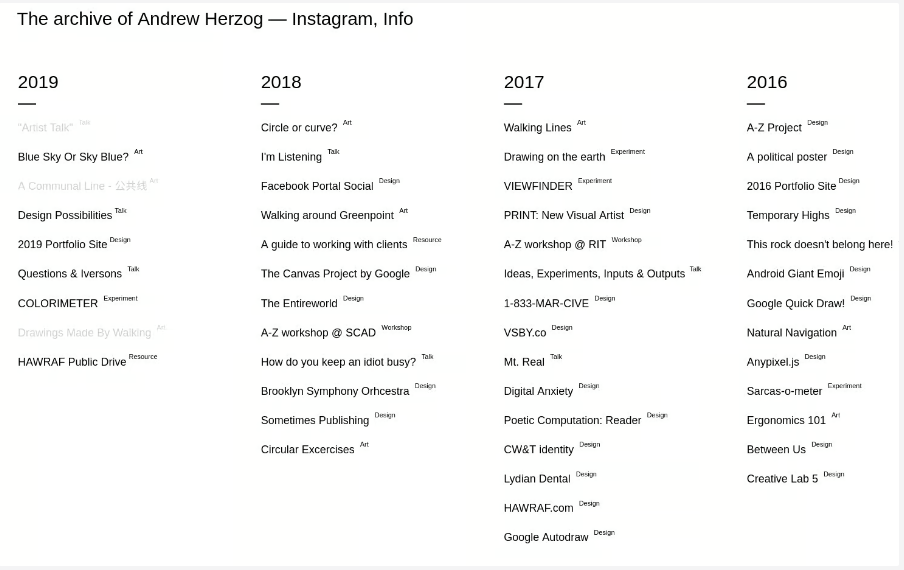 The archive of Andrew Herzog — Instagram, Info
2019
"Artist Talk" Talk
Blue Sky Or Sky Blue? Art
A Communal Line - 公共线 Art
Design Possibilities Talk
2019 Portfolio Site Design
Questions & Iversons Talk
COLORIMETER Experiment
Drawings Made By Walking Art
HAWRAF Public Drive Resource
2018
Circle or curve? Art
I'm Listening Talk
Facebook Portal Social Design
Walking around Greenpoint Art
A guide to working with clients Resource
The Canvas Project by Google Design
The Entireworld Design
A-Z workshop @ SCAD Workshop
How do you keep an idiot busy? Talk
Brooklyn Symphony Orhcestra Design
Sometimes Publishing Design
Circular Excercises Art
2017
Walking Lines Art
Drawing on the earth Experiment
VIEWFINDER Experiment
PRINT: New Visual Artist Design
A-Z workshop @ RIT Workshop
Ideas, Experiments, Inputs & Outputs Talk
1-833-MAR-CIVE Design
VSBY.co Design
Mt. Real Talk
Digital Anxiety Design
Poetic Computation: Reader Design
CW&T identity Design
Lydian Dental Design
HAWRAF.com Design
Google Autodraw Design
2016
A-Z Project Design
A political poster Design
2016 Portfolio Site Design
Temporary Highs Design
This rock doesn't belong here!
Android Giant Emoji Design
Google Quick Draw! Design
Natural Navigation Art
Anypixel.js Design
Sarcas-o-meter Experiment
Ergonomics 101 Art
Between Us Design
Creative Lab 5 Design